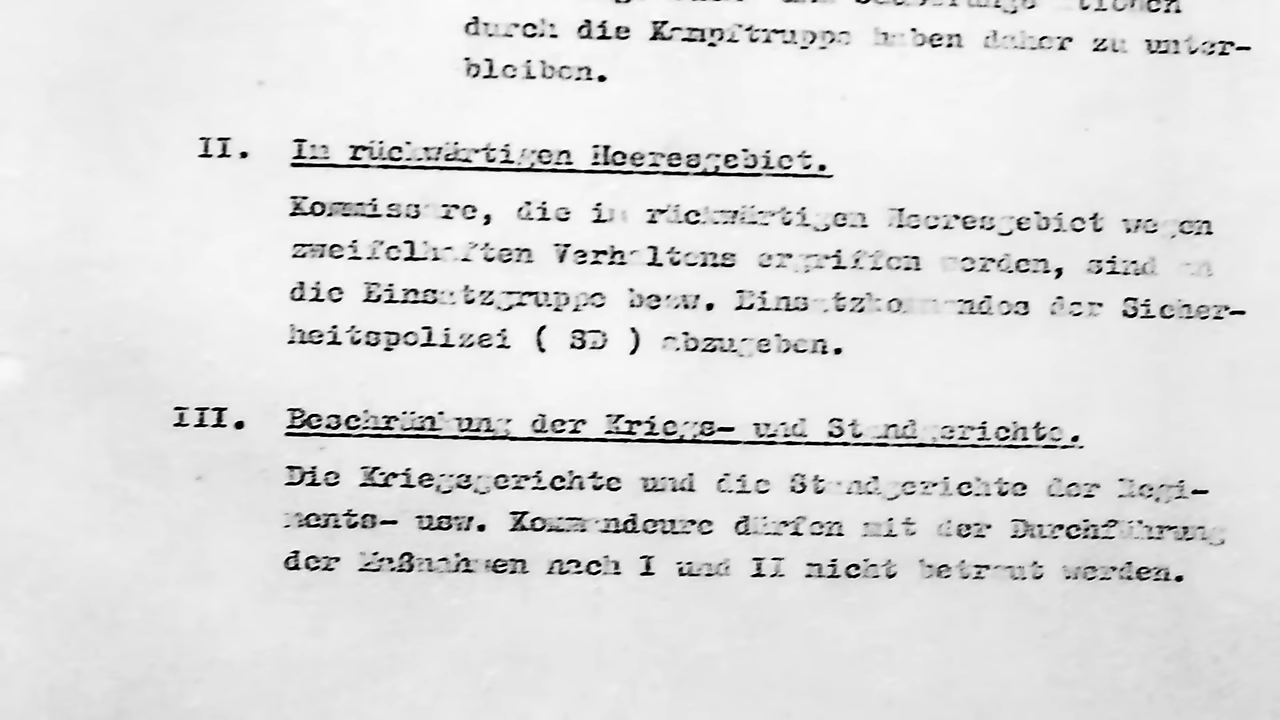 durch die Kampftruppe haben daher zu unter-
bleiben.
II. Im rückwärtigen Heeresgebiet.
Kommissare, die im rückwärtigen Heeresgebiet wegen
zweifelhaften Verhaltens ergriffen werden, sind an
die Einsatzgruppe bezw. Einsatzkommandos der Sicher-
heitspolizei ( SD ) abzugeben.
III. Beschränkung der Kriegs- und Standgerichte.
Die Kriegsgerichte und die Standgerichte der Regi-
ments- usw. Kommandeure dürfen mit der Durchführung
der Maßnahmen nach I und II nicht betraut werden.